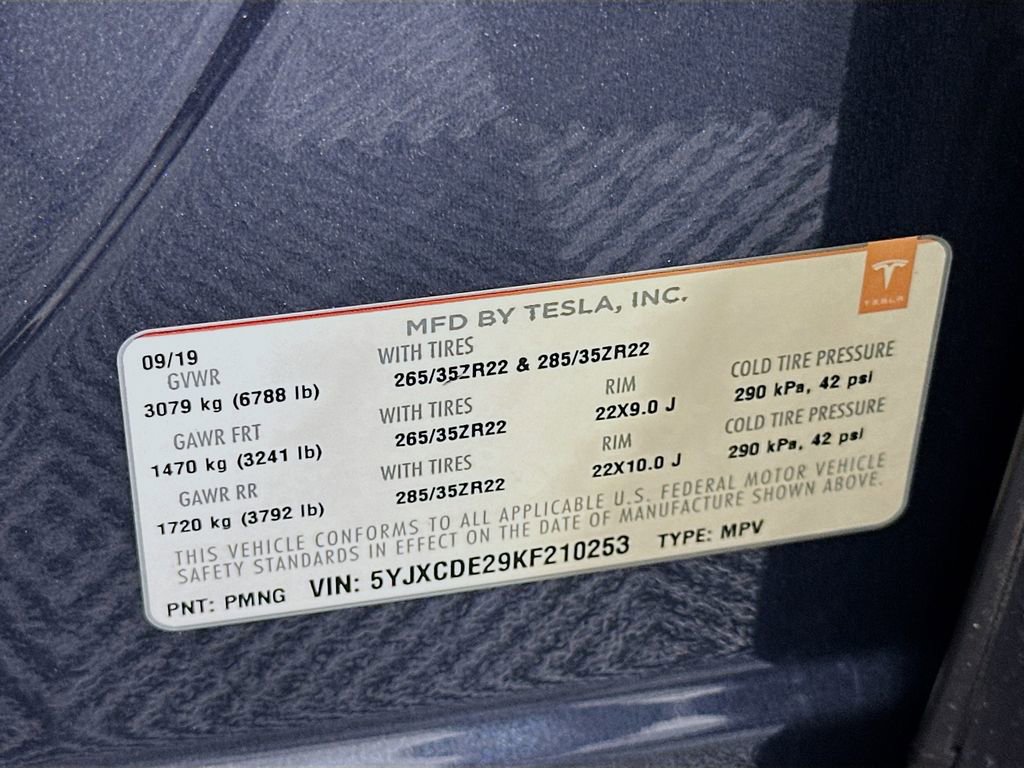 MFD BY TESLA, INC.
TESLA
09/19
GVWR WITH TIRES
3079 kg (6788 lb) 265/35ZR22 & 285/35ZR22
GAWR FRT WITH TIRES RIM COLD TIRE PRESSURE
1470 kg (3241 lb) 265/35ZR22 22X9.0 J 290 kPa, 42 psi
GAWR RR WITH TIRES RIM COLD TIRE PRESSURE
1720 kg (3792 lb) 285/35ZR22 22X10.0 J 290 kPa, 42 psi
THIS VEHICLE CONFORMS TO ALL APPLICABLE U.S. FEDERAL MOTOR VEHICLE
SAFETY STANDARDS IN EFFECT ON THE DATE OF MANUFACTURE SHOWN ABOVE.
PNT: PMNG VIN: 5YJXCDE29KF210253 TYPE: MPV